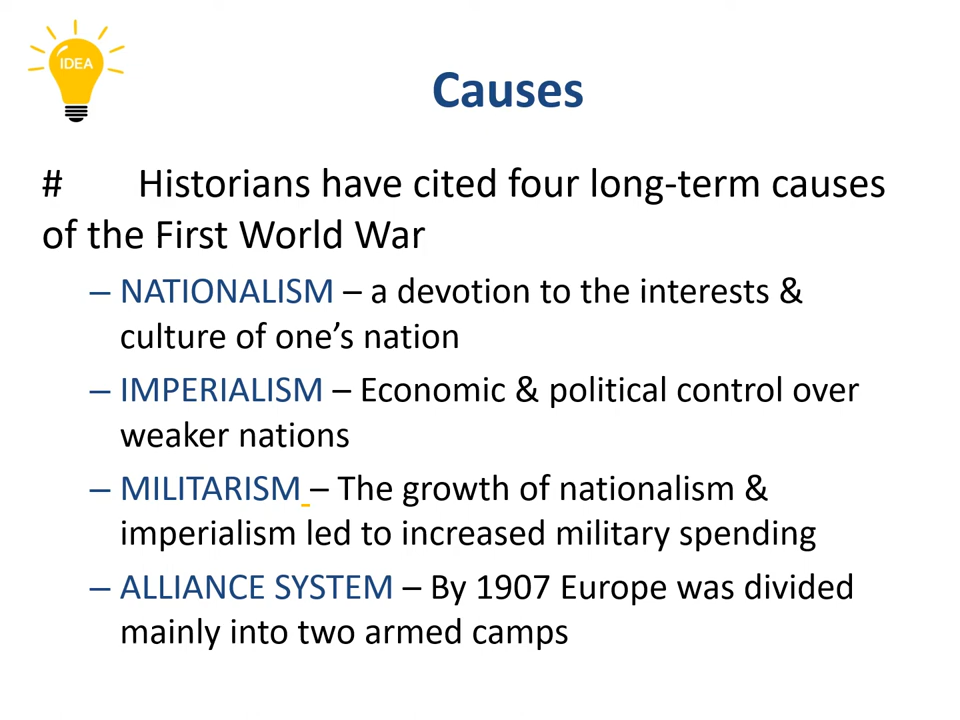 IDEA
Causes
# Historians have cited four long-term causes
of the First World War
– NATIONALISM – a devotion to the interests &
culture of one’s nation
– IMPERIALISM – Economic & political control over
weaker nations
– MILITARISM – The growth of nationalism &
imperialism led to increased military spending
– ALLIANCE SYSTEM – By 1907 Europe was divided
mainly into two armed camps